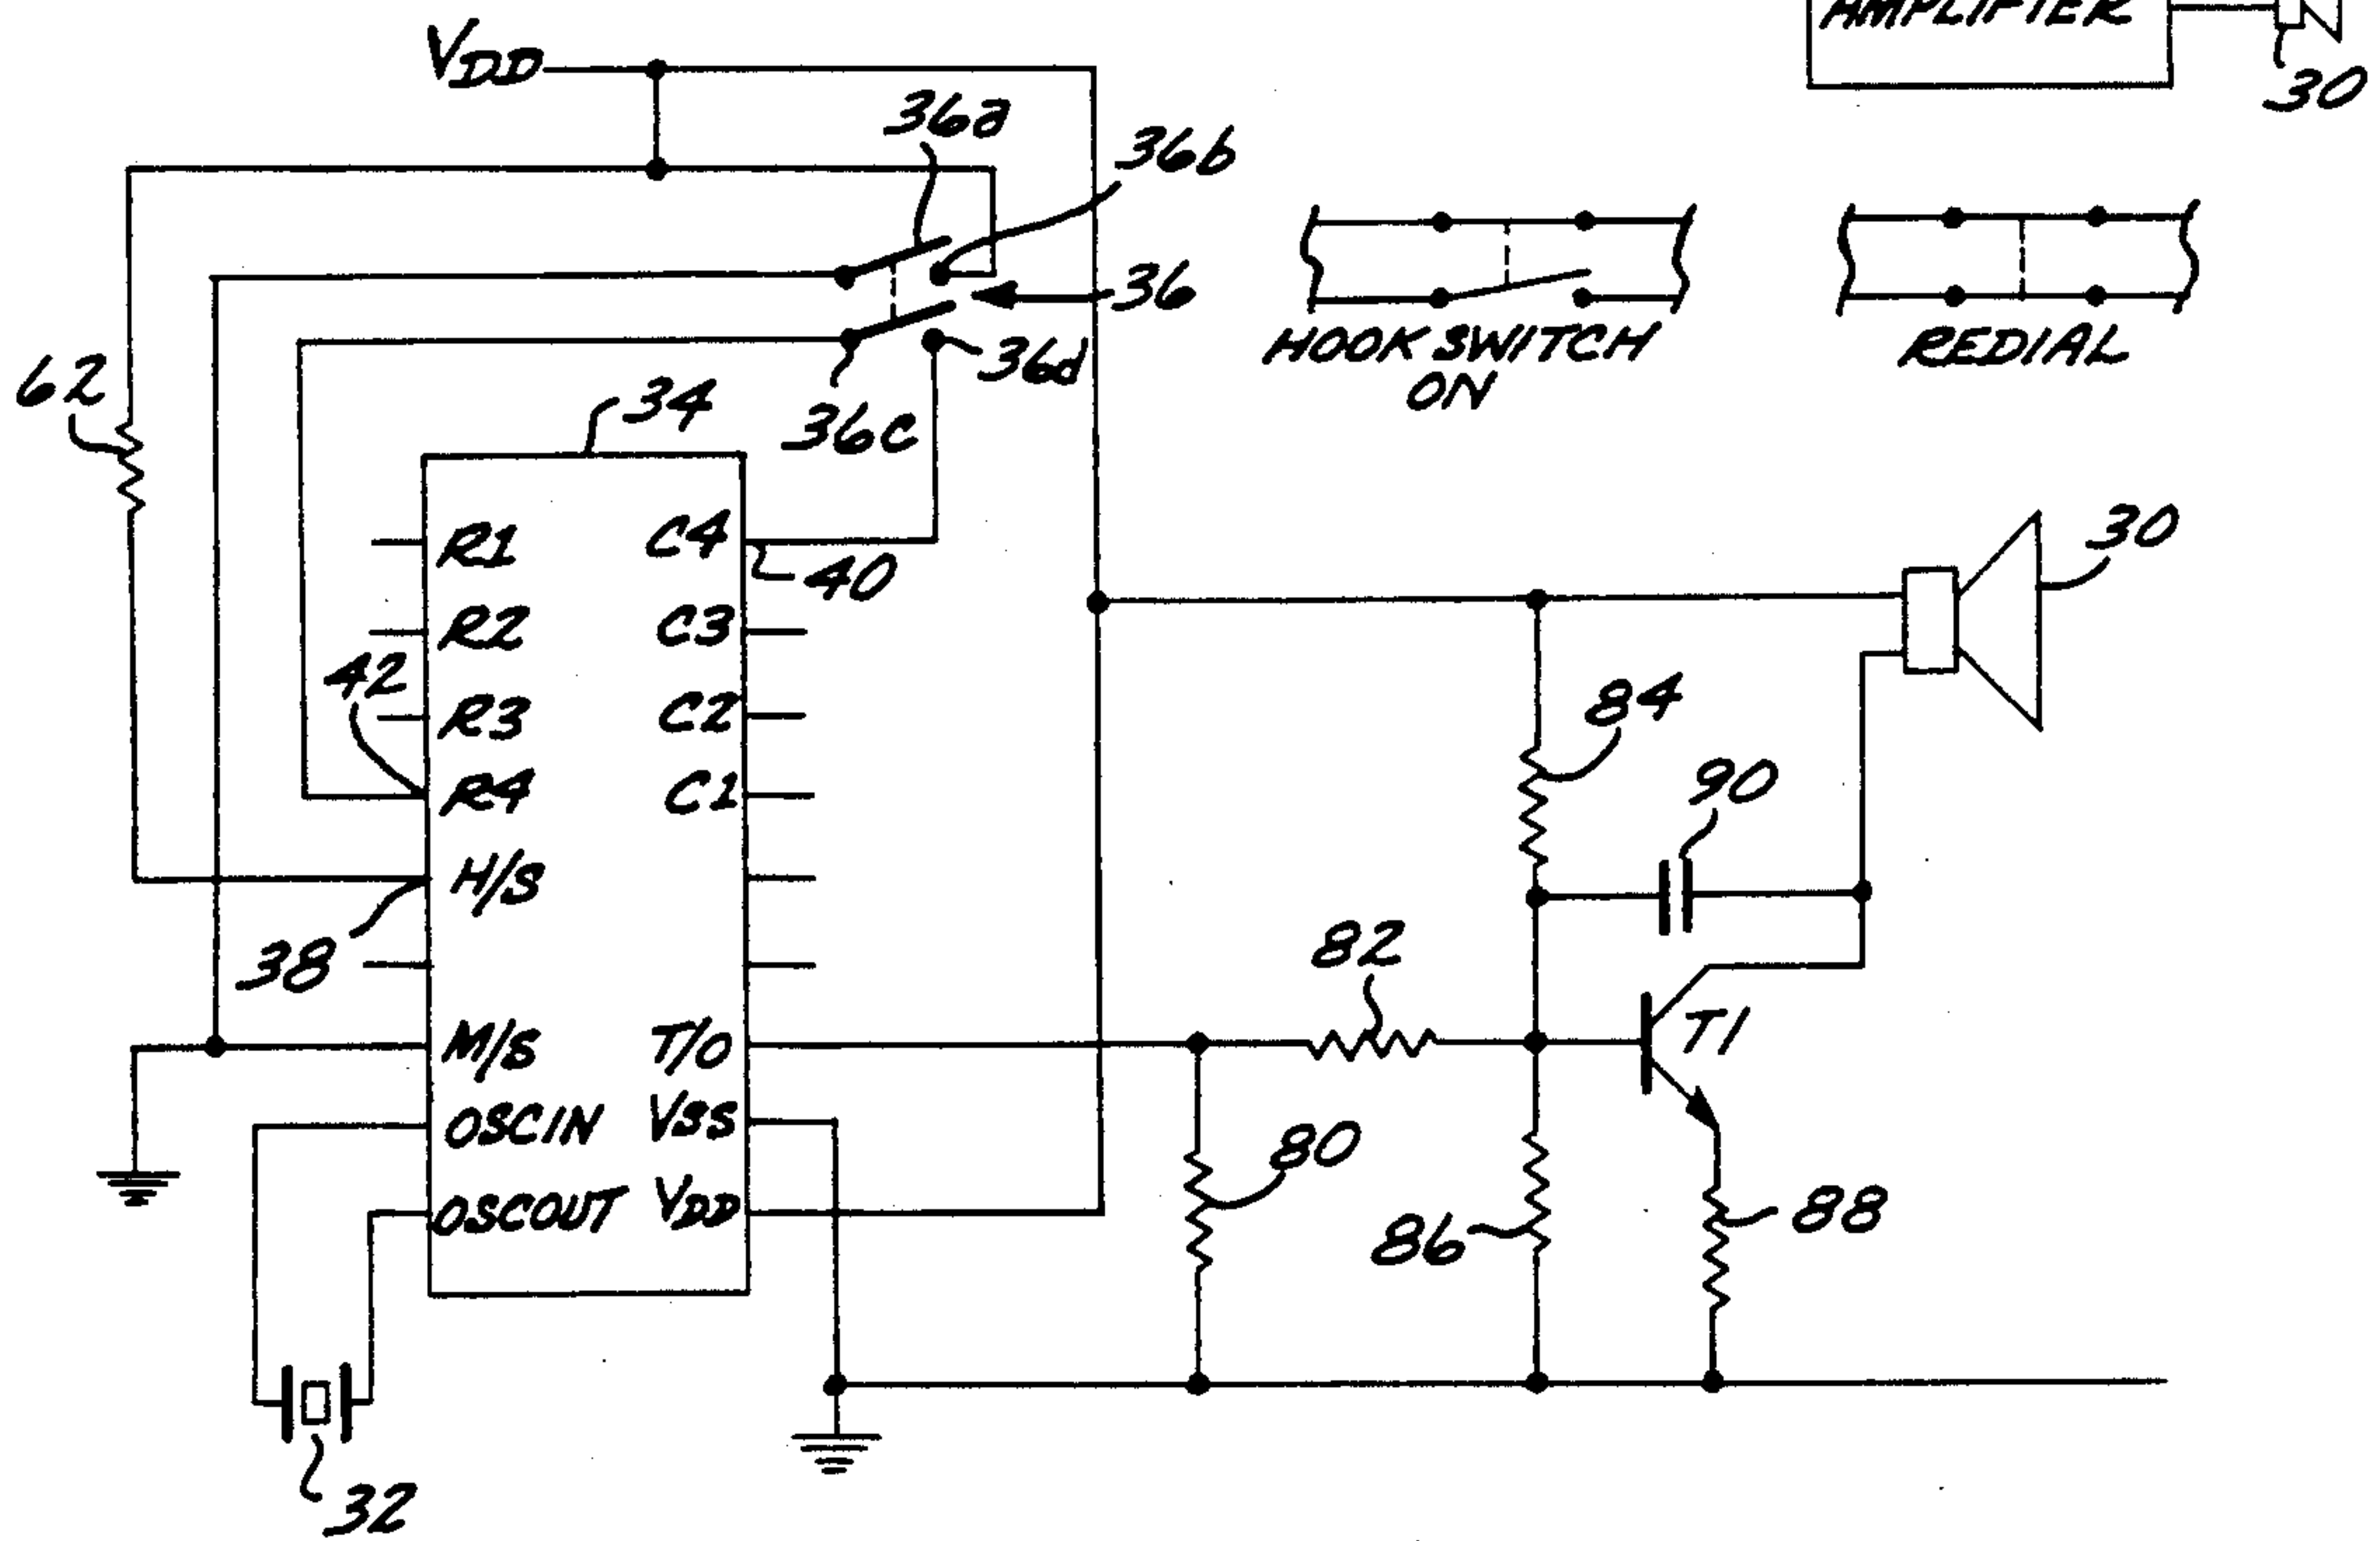 AMPLIFIER
30
VDD
36a
36b
36
36c
36d
HOOK SWITCH
ON
REDIAL
62
34
R1
C4
40
R2
C3
42
R3
C2
R4
C1
H/S
38
M/S
T/O
OSCIN
VSS
OSCOUT
VDD
32
30
84
90
82
T1
80
86
88